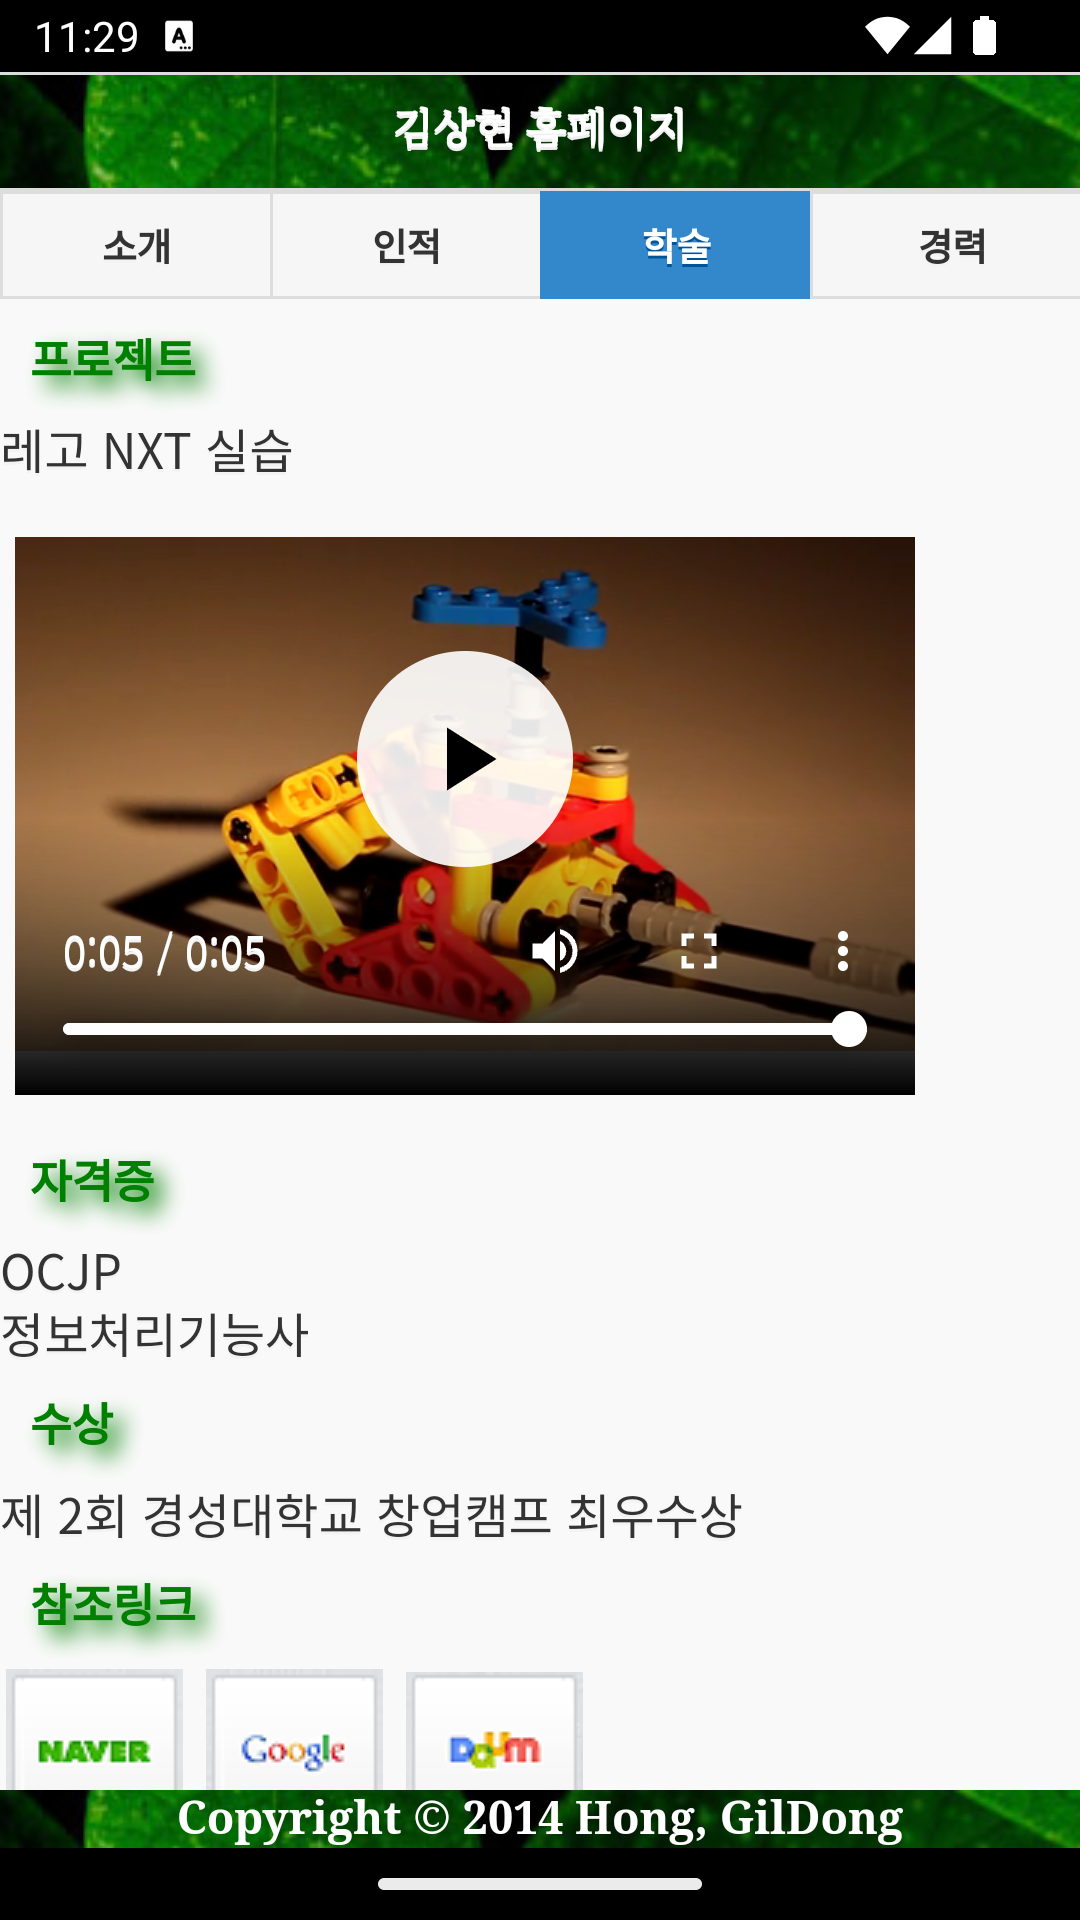 11:29
김상현 홈페이지
소개 인적 학술 경력
프로젝트
레고 NXT 실습
0:05 / 0:05
자격증
OCJP
정보처리기능사
수상
제 2회 경성대학교 창업캠프 최우수상
참조링크
NAVER Google Daum
Copyright © 2014 Hong, GilDong